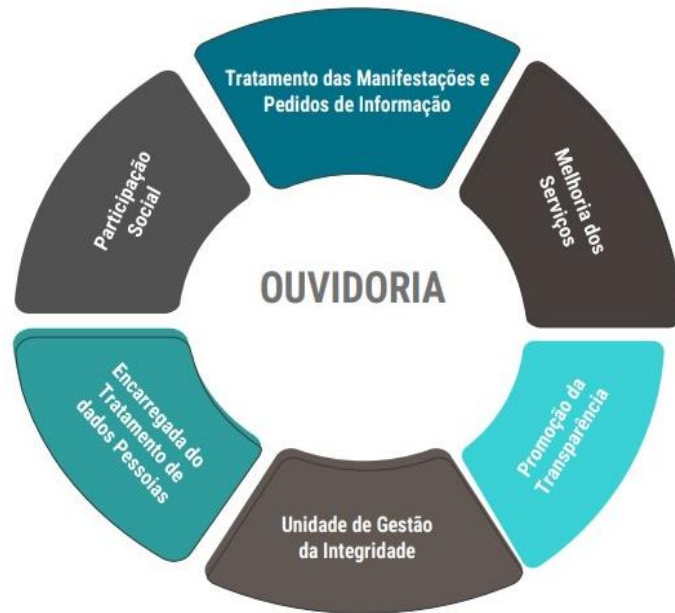 Tratamento das Manifestações e
Pedidos de Informação
Melhoria dos
Serviços
Promoção da
Transparência
Unidade de Gestão
da Integridade
Encarregada do
Tratamento de
dados Pessoias
Participação
Social
OUVIDORIA